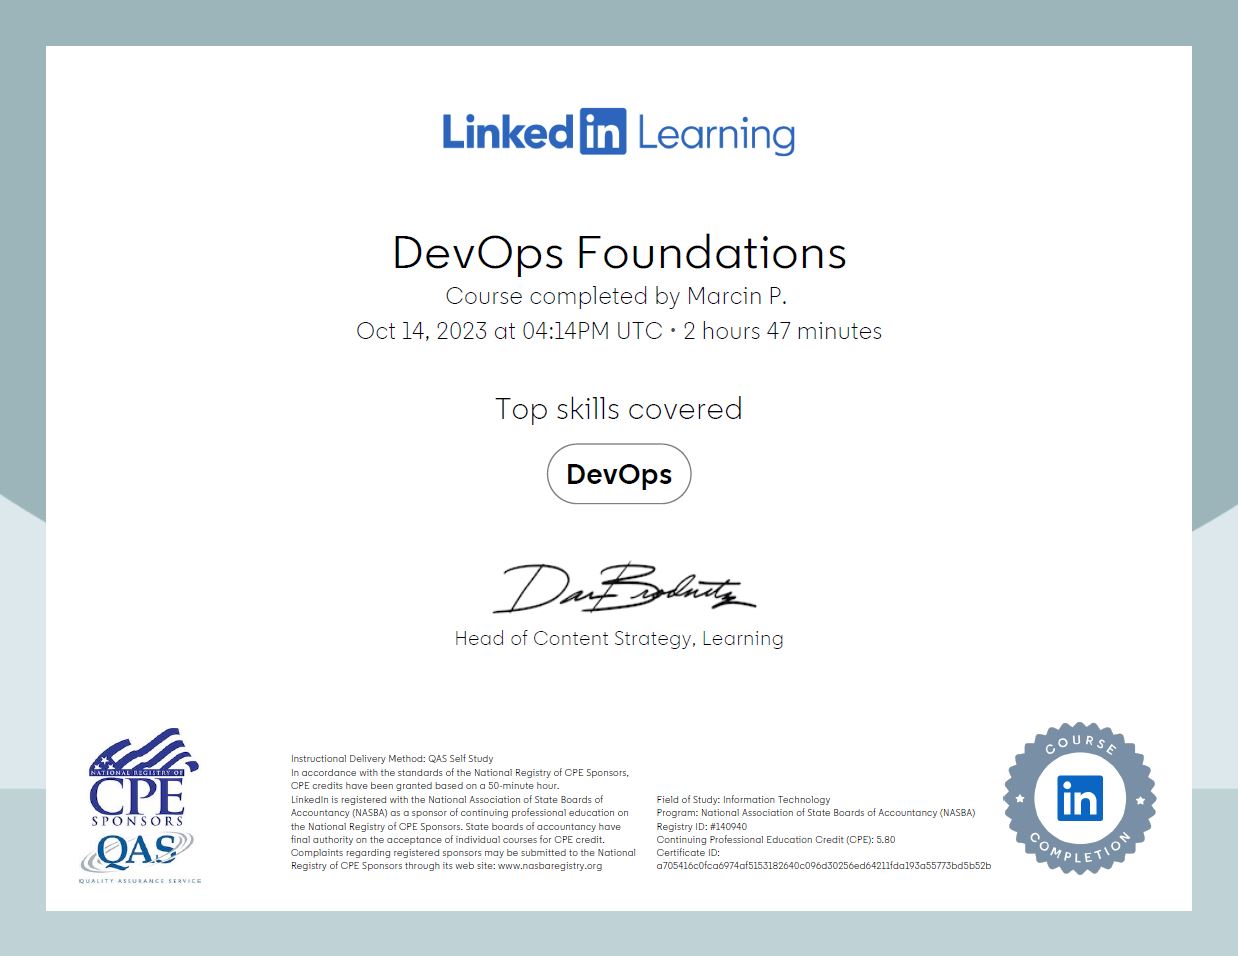 Linked in Learning
DevOps Foundations
Course completed by Marcin P.
Oct 14, 2023 at 04:14PM UTC • 2 hours 47 minutes
Top skills covered
DevOps
Dan Brodnitz
Head of Content Strategy, Learning
NATIONAL REGISTRY OF
CPE
SPONSORS
QAS
QUALITY ASSURANCE SERVICE
Instructional Delivery Method: QAS Self Study
In accordance with the standards of the National Registry of CPE Sponsors,
CPE credits have been granted based on a 50-minute hour.
LinkedIn is registered with the National Association of State Boards of
Accountancy (NASBA) as a sponsor of continuing professional education on
the National Registry of CPE Sponsors. State boards of accountancy have
final authority on the acceptance of individual courses for CPE credit.
Complaints regarding registered sponsors may be submitted to the National
Registry of CPE Sponsors through its web site: www.nasbaregistry.org
Field of Study: Information Technology
Program: National Association of State Boards of Accountancy (NASBA)
Registry ID: #140940
Continuing Professional Education Credit (CPE): 5.80
Certificate ID:
a705416c0fca6974af5153182640c096d30256ed64211fda193a55773bd5b52b
COURSE
in
COMPLETION